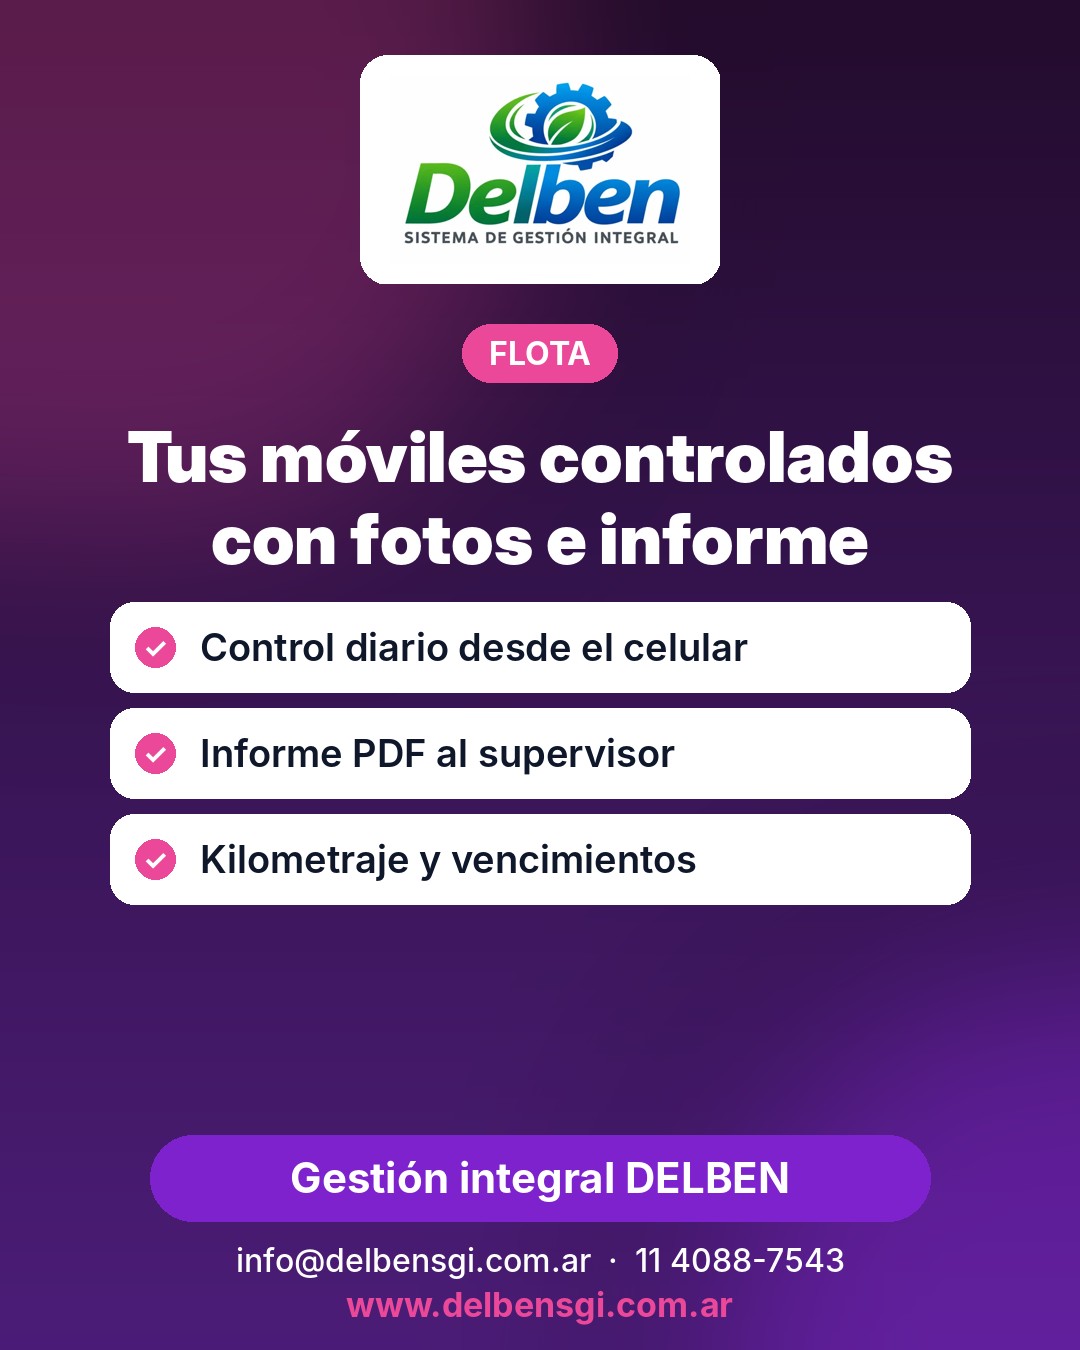 Delben
SISTEMA DE GESTIÓN INTEGRAL
FLOTA
Tus móviles controlados
con fotos e informe
Control diario desde el celular
Informe PDF al supervisor
Kilometraje y vencimientos
Gestión integral DELBEN
info@delbensgi.com.ar · 11 4088-7543
www.delbensgi.com.ar